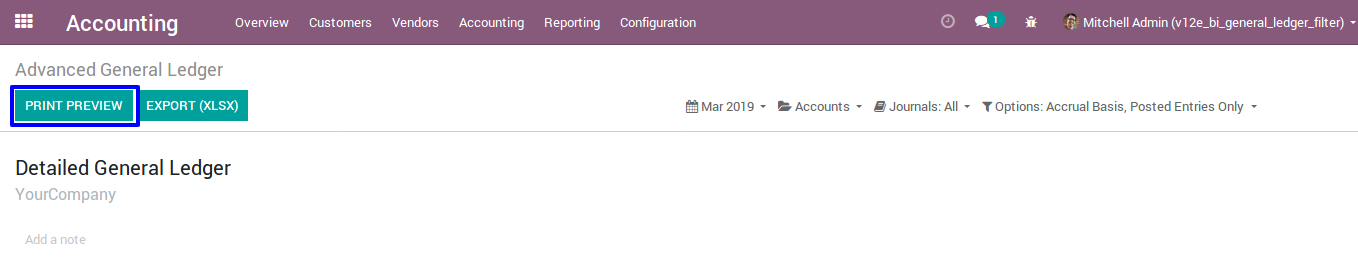 Accounting Overview Customers Vendors Accounting Reporting Configuration 1 Mitchell Admin (v12e_bi_general_ledger_filter)
Advanced General Ledger
PRINT PREVIEW EXPORT (XLSX) Mar 2019 Accounts Journals: All Options: Accrual Basis, Posted Entries Only
Detailed General Ledger
YourCompany
Add a note